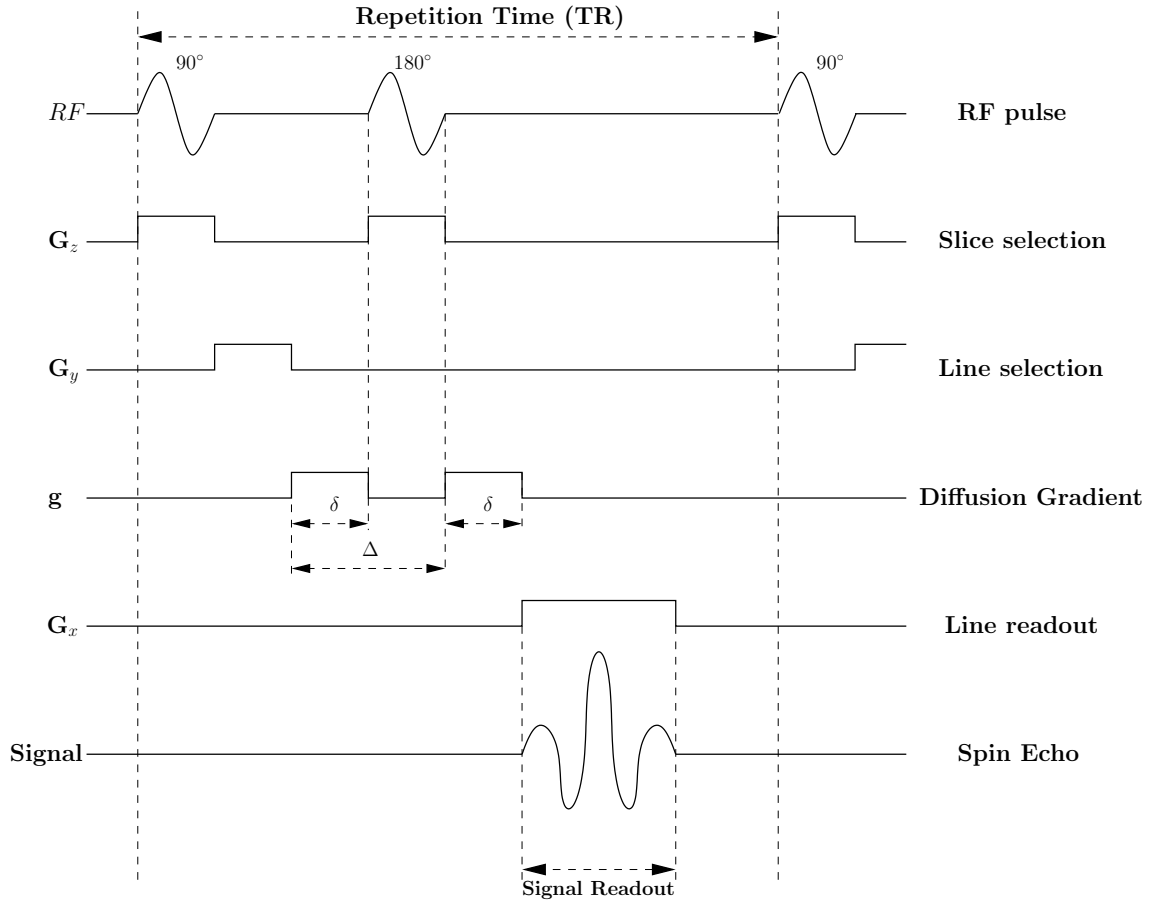 Repetition Time (TR)
90° 180° 90°
RF RF pulse
G_z Slice selection
G_y Line selection
g Diffusion Gradient
δ δ
Δ
G_x Line readout
Signal Spin Echo
Signal Readout